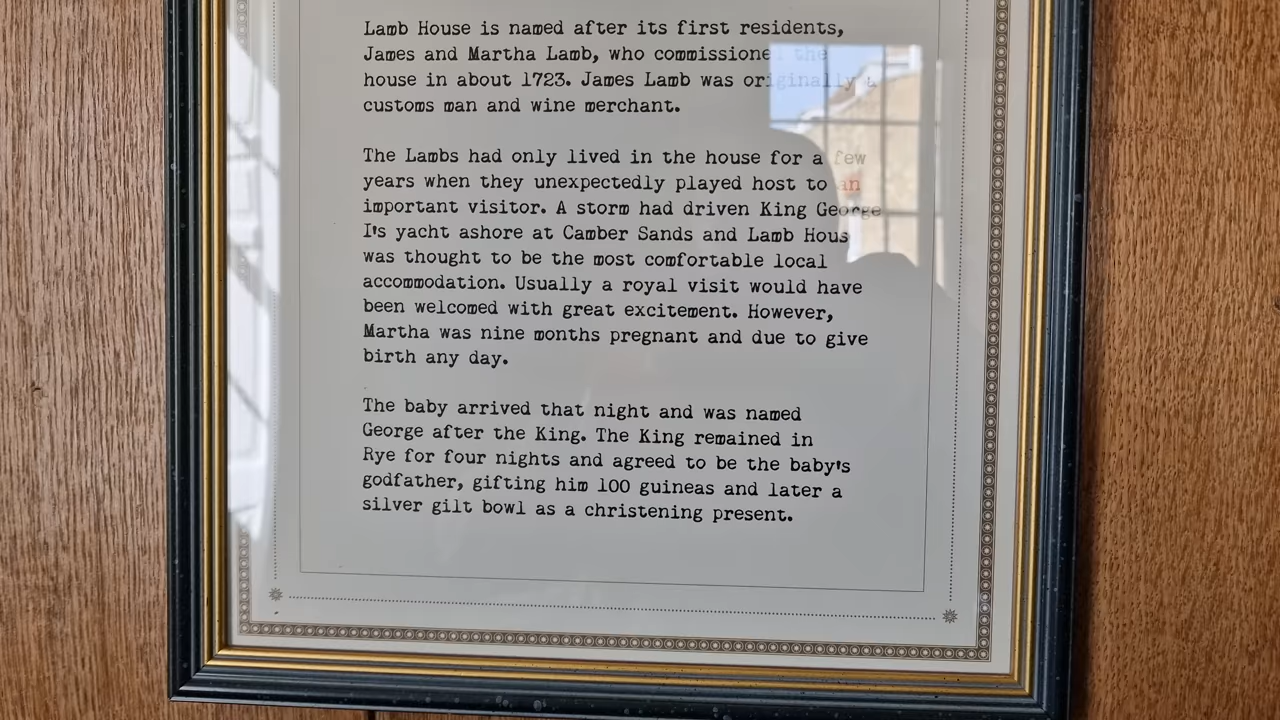 Lamb House is named after its first residents,
James and Martha Lamb, who commissioned the
house in about 1723. James Lamb was originally a
customs man and wine merchant.
The Lambs had only lived in the house for a few
years when they unexpectedly played host to an
important visitor. A storm had driven King George
I's yacht ashore at Camber Sands and Lamb House
was thought to be the most comfortable local
accommodation. Usually a royal visit would have
been welcomed with great excitement. However,
Martha was nine months pregnant and due to give
birth any day.
The baby arrived that night and was named
George after the King. The King remained in
Rye for four nights and agreed to be the baby's
godfather, gifting him 100 guineas and later a
silver gilt bowl as a christening present.